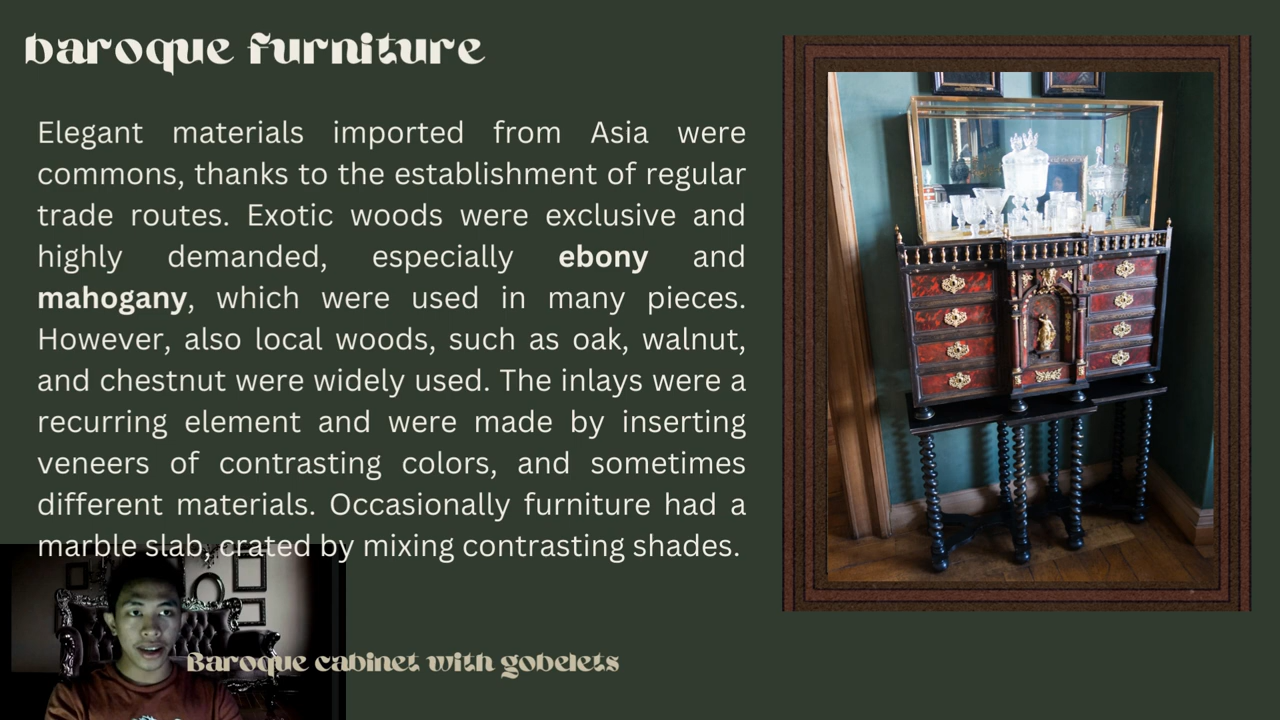 baroque furniture
Elegant materials imported from Asia were
commons, thanks to the establishment of regular
trade routes. Exotic woods were exclusive and
highly demanded, especially ebony and
mahogany, which were used in many pieces.
However, also local woods, such as oak, walnut,
and chestnut were widely used. The inlays were a
recurring element and were made by inserting
veneers of contrasting colors, and sometimes
different materials. Occasionally furniture had a
marble slab, crated by mixing contrasting shades.
Baroque cabinet with gobelets